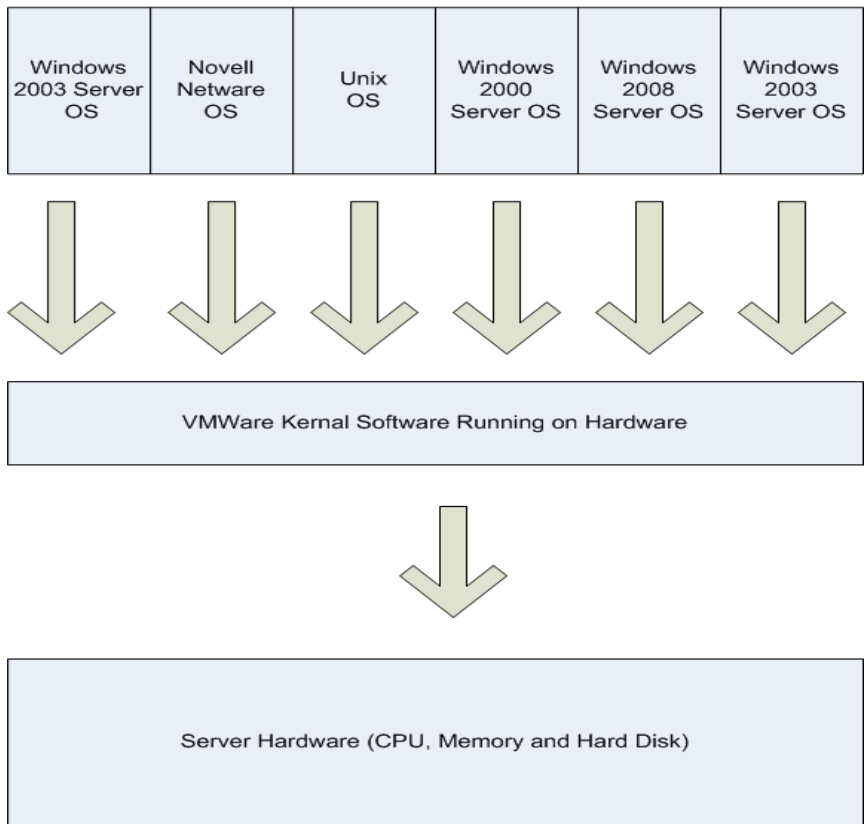 Windows
2003 Server
OS
Novell
Netware
OS
Unix
OS
Windows
2000
Server OS
Windows
2008
Server OS
Windows
2003
Server OS
VMWare Kernal Software Running on Hardware
Server Hardware (CPU, Memory and Hard Disk)